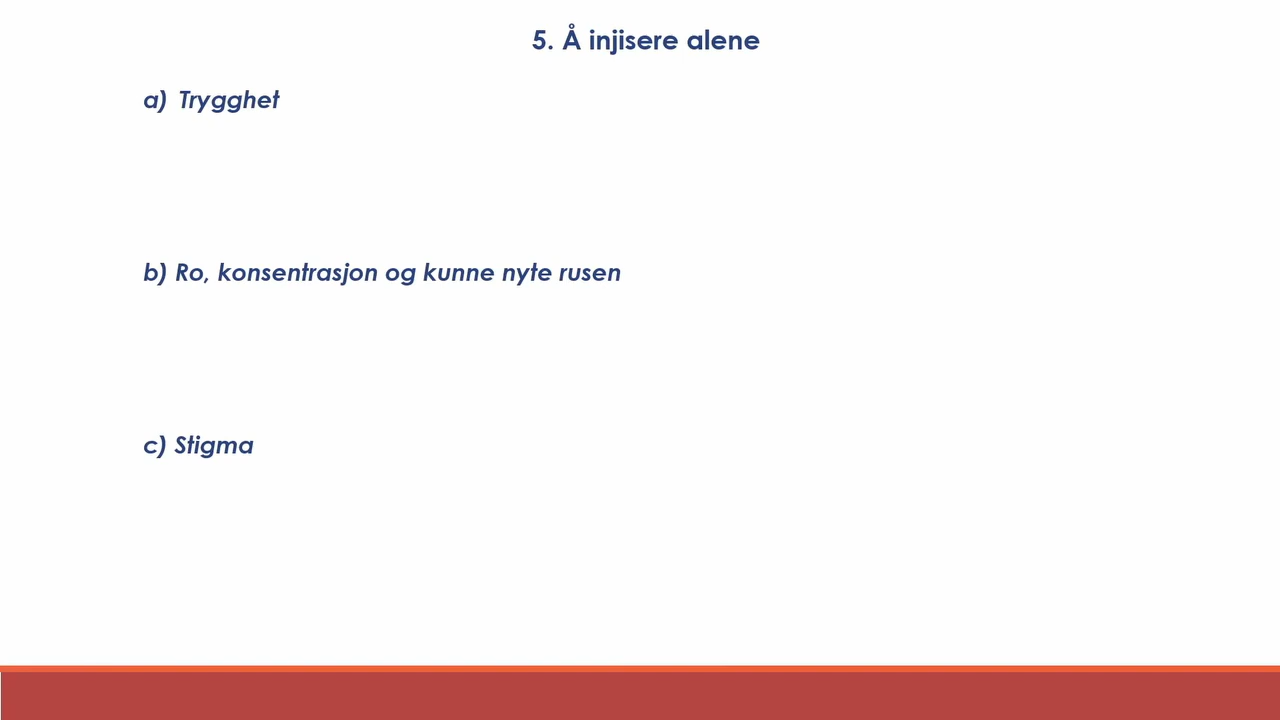 5. Å injisere alene
a) Trygghet
b) Ro, konsentrasjon og kunne nyte rusen
c) Stigma